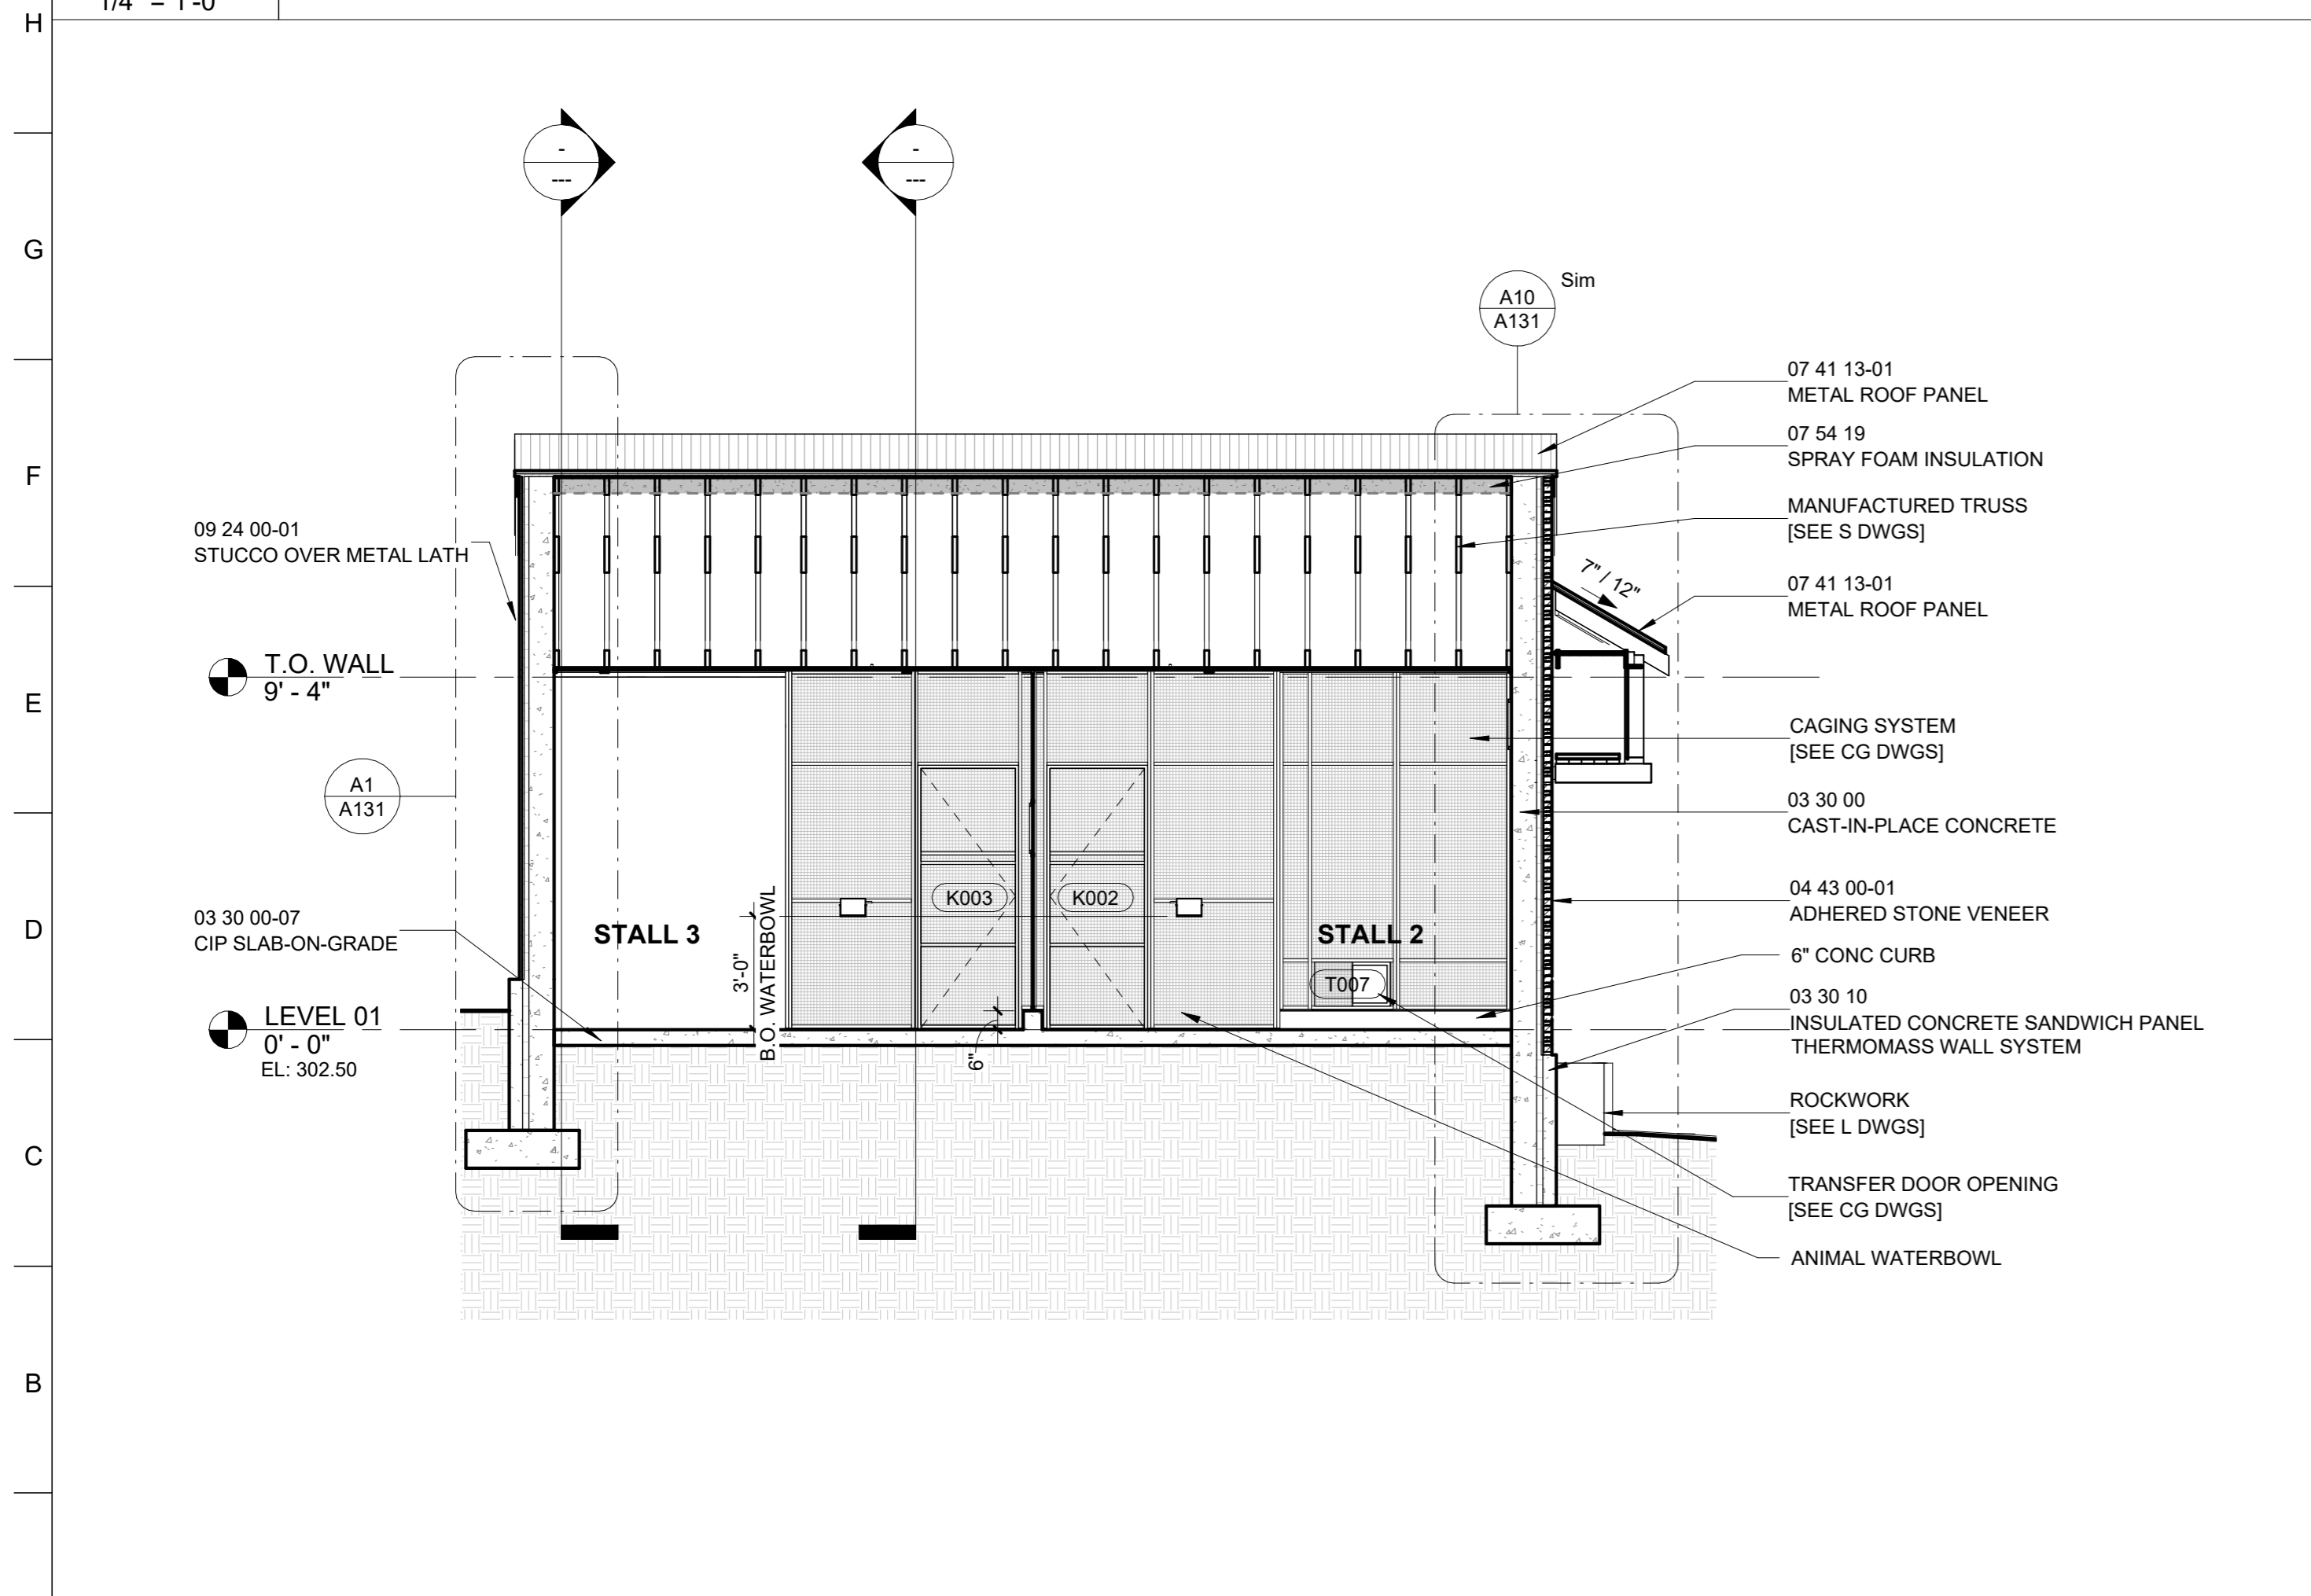 1/4" = 1'-0"
H
G
F
E
D
C
B
-
---
-
---
A10
A131
Sim
07 41 13-01
METAL ROOF PANEL
07 54 19
SPRAY FOAM INSULATION
MANUFACTURED TRUSS
[SEE S DWGS]
7" / 12"
07 41 13-01
METAL ROOF PANEL
09 24 00-01
STUCCO OVER METAL LATH
T.O. WALL
9' - 4"
CAGING SYSTEM
[SEE CG DWGS]
A1
A131
03 30 00
CAST-IN-PLACE CONCRETE
K003
K002
04 43 00-01
ADHERED STONE VENEER
03 30 00-07
CIP SLAB-ON-GRADE
STALL 3
STALL 2
3'-0"
B.O. WATERBOWL
6" CONC CURB
T007
03 30 10
INSULATED CONCRETE SANDWICH PANEL
THERMOMASS WALL SYSTEM
LEVEL 01
0' - 0"
EL: 302.50
6"
ROCKWORK
[SEE L DWGS]
TRANSFER DOOR OPENING
[SEE CG DWGS]
ANIMAL WATERBOWL